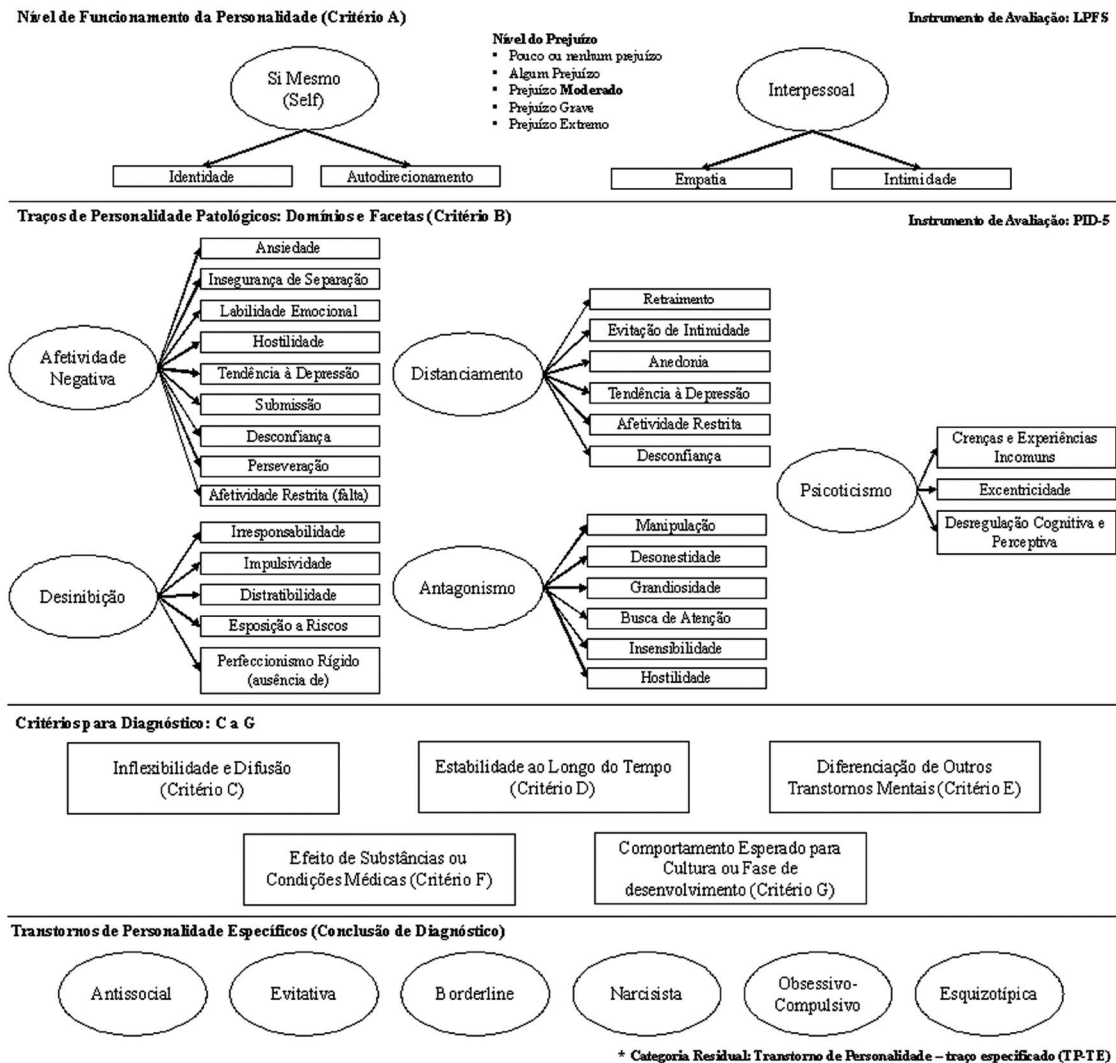 Nível de Funcionamento da Personalidade (Critério A)
Instrumento de Avaliação: LPFS
Si Mesmo
(Self)
Nível do Prejuízo
▪ Pouco ou nenhum prejuízo
▪ Algum Prejuízo
▪ Prejuízo Moderado
▪ Prejuízo Grave
▪ Prejuízo Extremo
Interpessoal
Identidade
Autodirecionamento
Empatia
Intimidade
Traços de Personalidade Patológicos: Domínios e Facetas (Critério B)
Instrumento de Avaliação: PID-5
Afetividade
Negativa
Ansiedade
Insegurança de Separação
Labilidade Emocional
Hostilidade
Tendência à Depressão
Submissão
Desconfiança
Perseveração
Afetividade Restrita (falta)
Distanciamento
Retraimento
Evitação de Intimidade
Anedonia
Tendência à Depressão
Afetividade Restrita
Desconfiança
Psicoticismo
Crenças e Experiências
Incomuns
Excentricidade
Desregulação Cognitiva e
Perceptiva
Desinibição
Irresponsabilidade
Impulsividade
Distratibilidade
Esposição a Riscos
Perfeccionismo Rígido
(ausência de)
Antagonismo
Manipulação
Desonestidade
Grandiosidade
Busca de Atenção
Insensibilidade
Hostilidade
Critérios para Diagnóstico: C a G
Inflexibilidade e Difusão
(Critério C)
Estabilidade ao Longo do Tempo
(Critério D)
Diferenciação de Outros
Transtornos Mentais (Critério E)
Efeito de Substâncias ou
Condições Médicas (Critério F)
Comportamento Esperado para
Cultura ou Fase de
desenvolvimento (Critério G)
Transtornos de Personalidade Específicos (Conclusão de Diagnóstico)
Antissocial
Evitativa
Borderline
Narcisista
Obsessivo-
Compulsivo
Esquizotípica
* Categoria Residual: Transtorno de Personalidade – traço especificado (TP-TE)